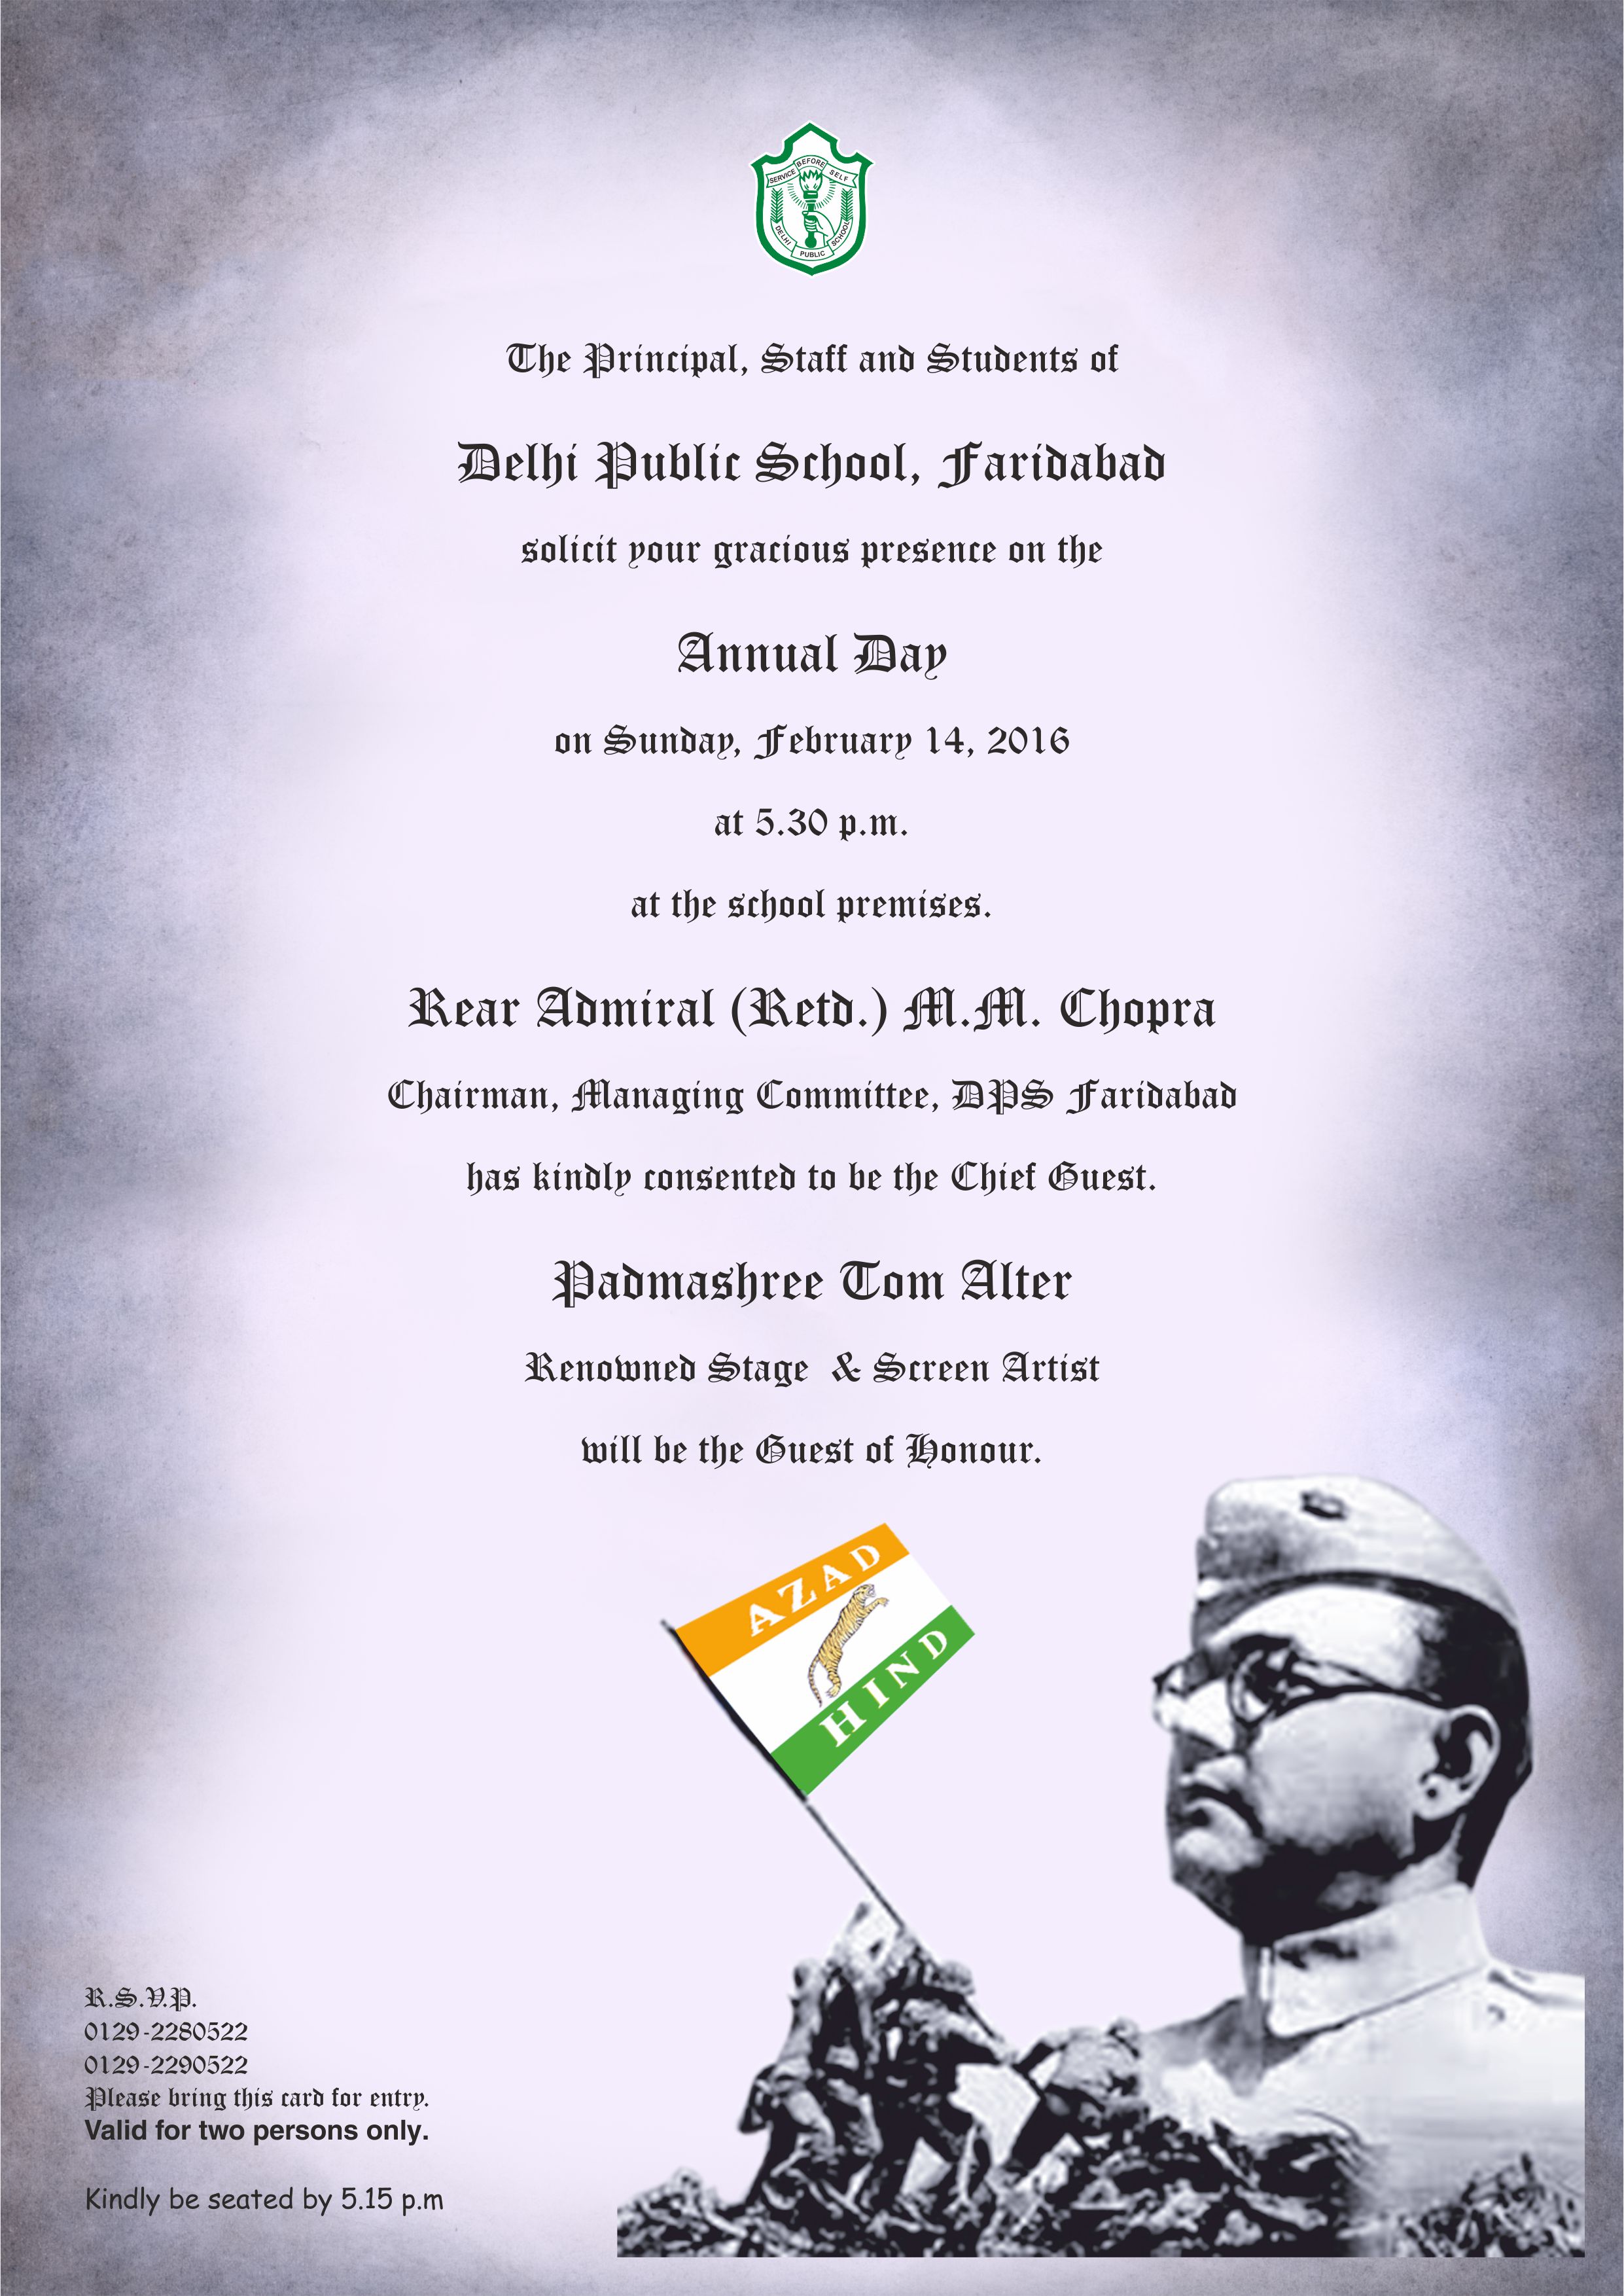 SERVICE BEFORE SELF
DELHI PUBLIC SCHOOL
The Principal, Staff and Students of
Delhi Public School, Faridabad
solicit your gracious presence on the
Annual Day
on Sunday, February 14, 2016
at 5.30 p.m.
at the school premises.
Rear Admiral (Retd.) M.M. Chopra
Chairman, Managing Committee, DPS Faridabad
has kindly consented to be the Chief Guest.
Padmashree Tom Alter
Renowned Stage & Screen Artist
will be the Guest of Honour.
AZAD
HIND
R.S.V.P.
0129-2280522
0129-2290522
Please bring this card for entry.
Valid for two persons only.
Kindly be seated by 5.15 p.m